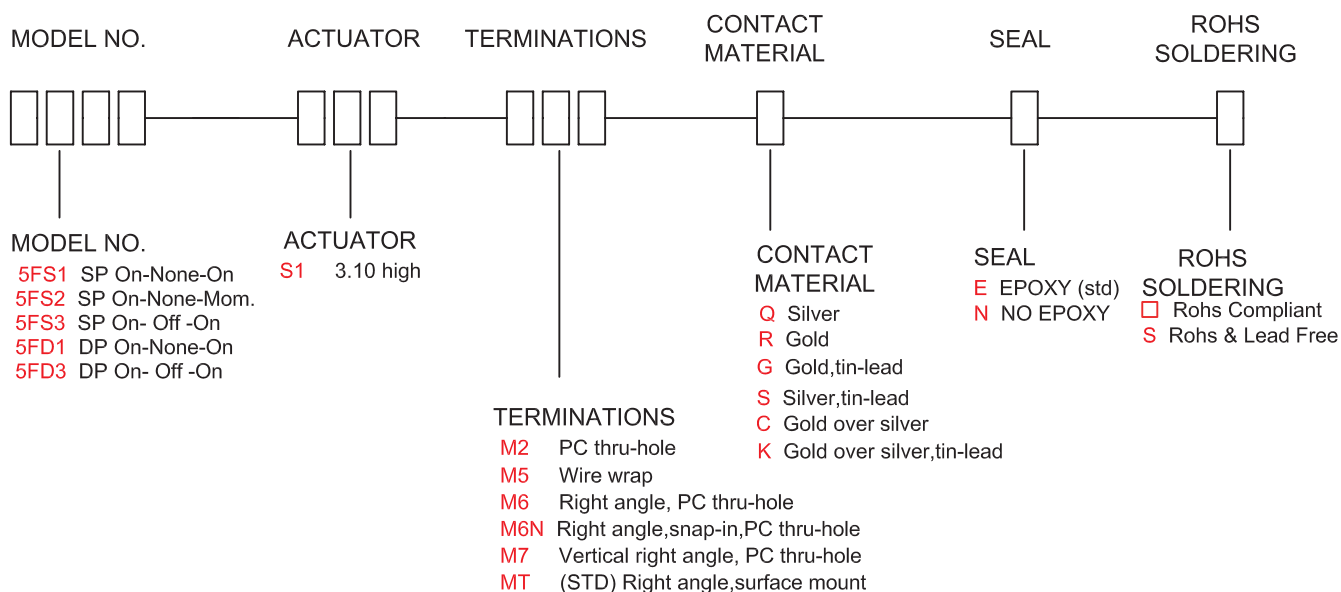 MODEL NO.
ACTUATOR
TERMINATIONS
CONTACT
MATERIAL
SEAL
ROHS
SOLDERING
MODEL NO.
5FS1 SP On-None-On
5FS2 SP On-None-Mom.
5FS3 SP On- Off -On
5FD1 DP On-None-On
5FD3 DP On- Off -On
ACTUATOR
S1 3.10 high
TERMINATIONS
M2 PC thru-hole
M5 Wire wrap
M6 Right angle, PC thru-hole
M6N Right angle,snap-in,PC thru-hole
M7 Vertical right angle, PC thru-hole
MT (STD) Right angle,surface mount
CONTACT
MATERIAL
Q Silver
R Gold
G Gold,tin-lead
S Silver,tin-lead
C Gold over silver
K Gold over silver,tin-lead
SEAL
E EPOXY (std)
N NO EPOXY
ROHS
SOLDERING
Rohs Compliant
S Rohs & Lead Free